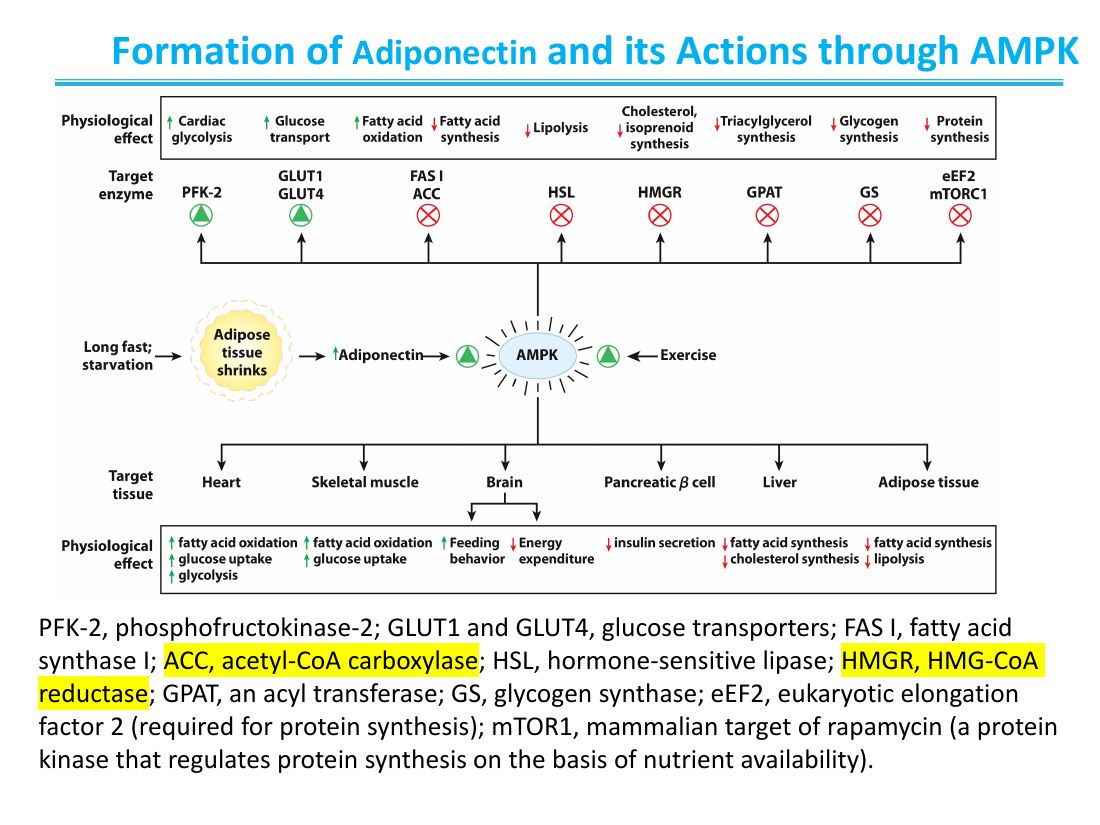 Formation of Adiponectin and its Actions through AMPK
Physiological
effect
Cardiac
glycolysis
Glucose
transport
Fatty acid
oxidation
Fatty acid
synthesis
Lipolysis
Cholesterol,
isoprenoid
synthesis
Triacylglycerol
synthesis
Glycogen
synthesis
Protein
synthesis
Target
enzyme
PFK-2
GLUT1
GLUT4
FAS I
ACC
HSL
HMGR
GPAT
GS
eEF2
mTORC1
Long fast;
starvation
Adipose
tissue
shrinks
↑Adiponectin
AMPK
Exercise
Target
tissue
Heart
Skeletal muscle
Brain
Pancreatic β cell
Liver
Adipose tissue
Physiological
effect
↑ fatty acid oxidation
↑ glucose uptake
↑ glycolysis
↑ fatty acid oxidation
↑ glucose uptake
↑ Feeding
behavior
↓ Energy
expenditure
↓ insulin secretion
↓ fatty acid synthesis
↓ cholesterol synthesis
↓ fatty acid synthesis
↓ lipolysis
PFK-2, phosphofructokinase-2; GLUT1 and GLUT4, glucose transporters; FAS I, fatty acid
synthase I; ACC, acetyl-CoA carboxylase; HSL, hormone-sensitive lipase; HMGR, HMG-CoA
reductase; GPAT, an acyl transferase; GS, glycogen synthase; eEF2, eukaryotic elongation
factor 2 (required for protein synthesis); mTOR1, mammalian target of rapamycin (a protein
kinase that regulates protein synthesis on the basis of nutrient availability).